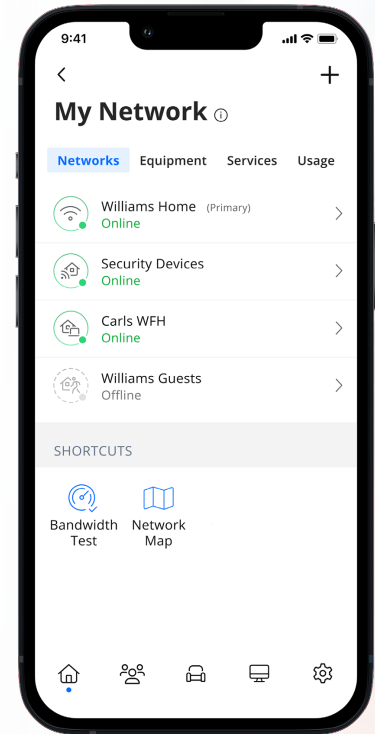 9:41
My Network
Networks Equipment Services Usage
Williams Home (Primary)
Online
Security Devices
Online
Carls WFH
Online
Williams Guests
Offline
SHORTCUTS
Bandwidth Test
Network Map